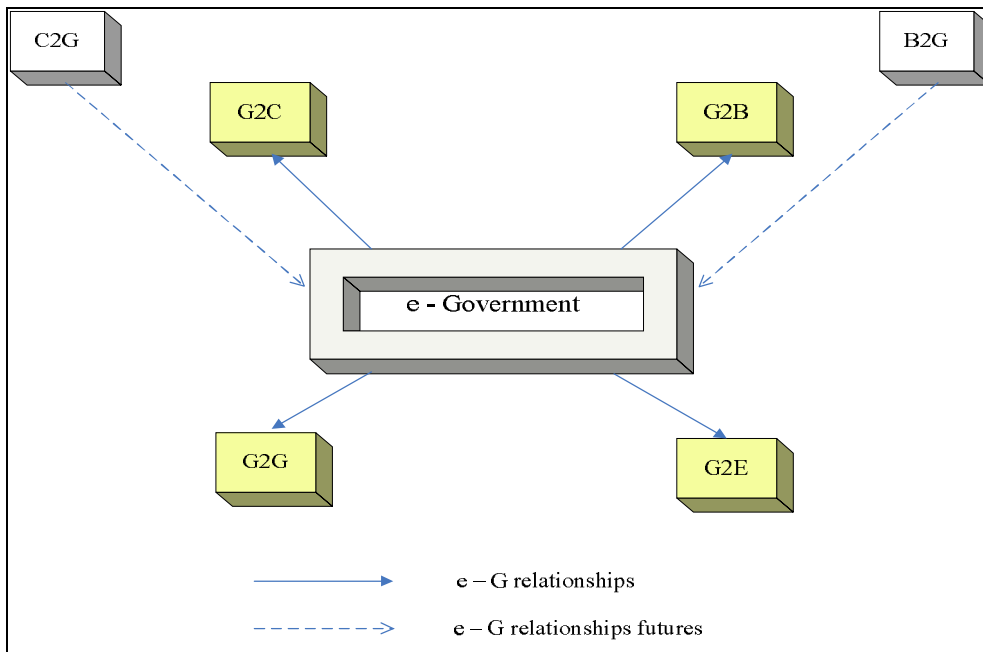 C2G
B2G
G2C
G2B
e - Government
G2G
G2E
e – G relationships
e – G relationships futures